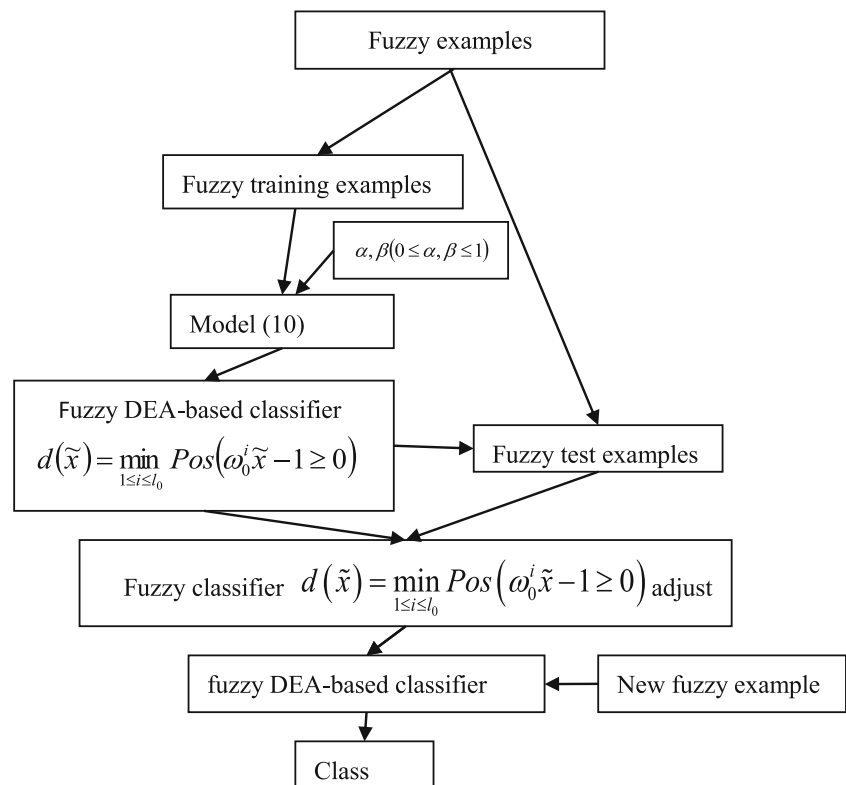 Fuzzy examples
Fuzzy training examples
α, β(0 ≤ α, β ≤ 1)
Model (10)
Fuzzy DEA-based classifier
d(x̃) = min Pos(ω₀ⁱx̃ − 1 ≥ 0)
1≤i≤l₀
Fuzzy test examples
Fuzzy classifier d(x̃) = min Pos(ω₀ⁱx̃ − 1 ≥ 0) adjust
1≤i≤l₀
fuzzy DEA-based classifier
New fuzzy example
Class